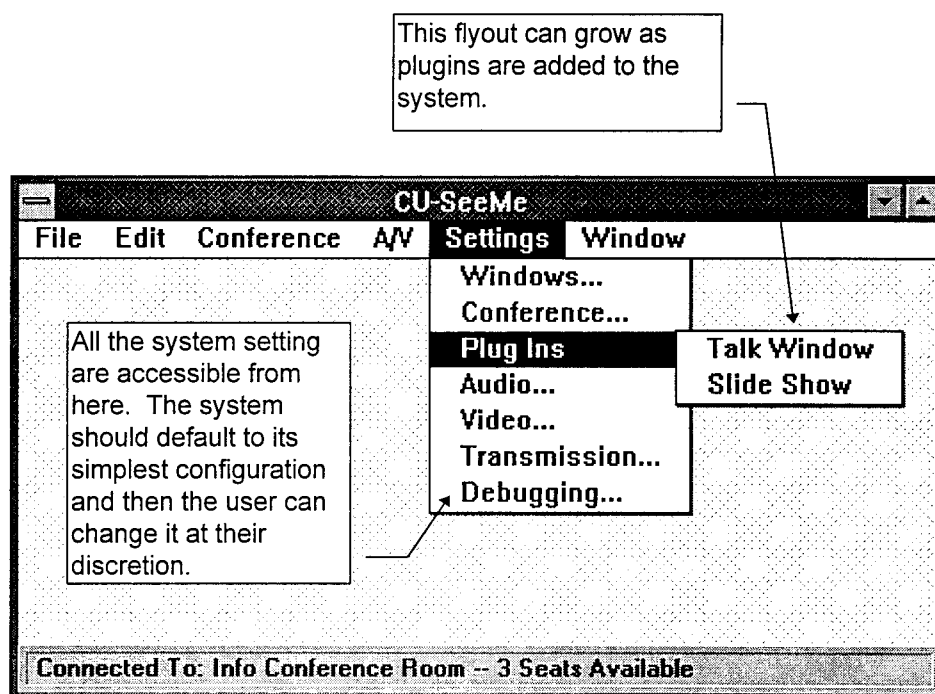 This flyout can grow as
plugins are added to the
system.
CU-SeeMe
File Edit Conference A/V Settings Window
Windows...
Conference...
Plug Ins
Audio...
Video...
Transmission...
Debugging...
Talk Window
Slide Show
All the system setting
are accessible from
here. The system
should default to its
simplest configuration
and then the user can
change it at their
discretion.
Connected To: Info Conference Room -- 3 Seats Available